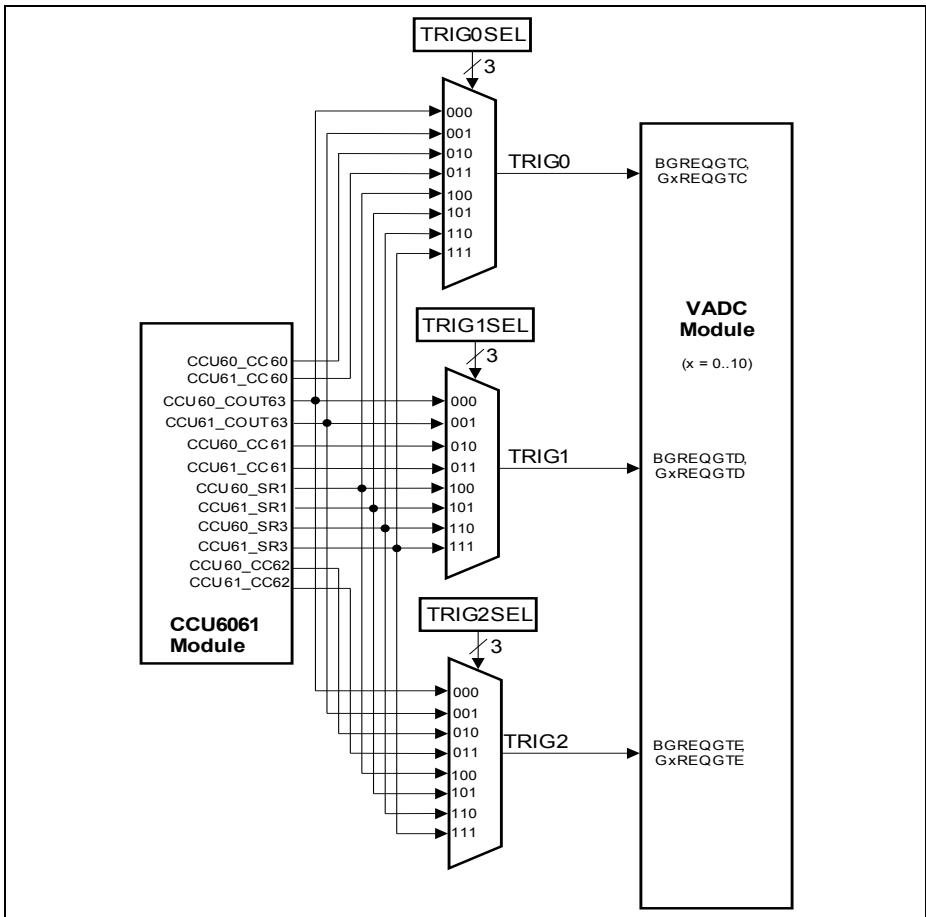 TRIG0SEL
3
000
001
010
011
100
101
110
111
TRIG0
BGREQGTC,
GxREQGTC
VADC
Module
(x = 0..10)
TRIG1SEL
3
000
001
010
011
100
101
110
111
TRIG1
BGREQGTD,
GxREQGTD
CCU60_CC60
CCU61_CC60
CCU60_COUT63
CCU61_COUT63
CCU60_CC61
CCU61_CC61
CCU60_SR1
CCU61_SR1
CCU60_SR3
CCU61_SR3
CCU60_CC62
CCU61_CC62
CCU6061
Module
TRIG2SEL
3
000
001
010
011
100
101
110
111
TRIG2
BGREQGTE,
GxREQGTE